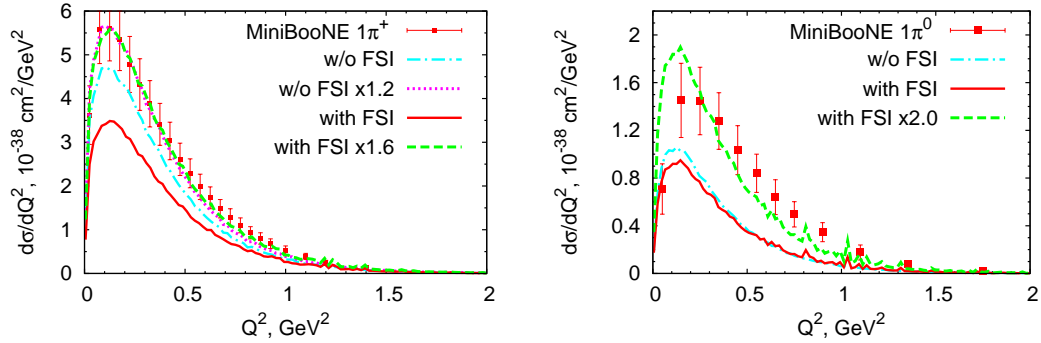 dσ/dQ², 10⁻³⁸ cm²/GeV²
6
5
4
3
2
1
0
MiniBooNE 1π⁺
w/o FSI
w/o FSI x1.2
with FSI
with FSI x1.6
0 0.5 1 1.5 2
Q², GeV²
dσ/dQ², 10⁻³⁸ cm²/GeV²
2
1.6
1.2
0.8
0.4
0
MiniBooNE 1π⁰
w/o FSI
with FSI
with FSI x2.0
0 0.5 1 1.5 2
Q², GeV²